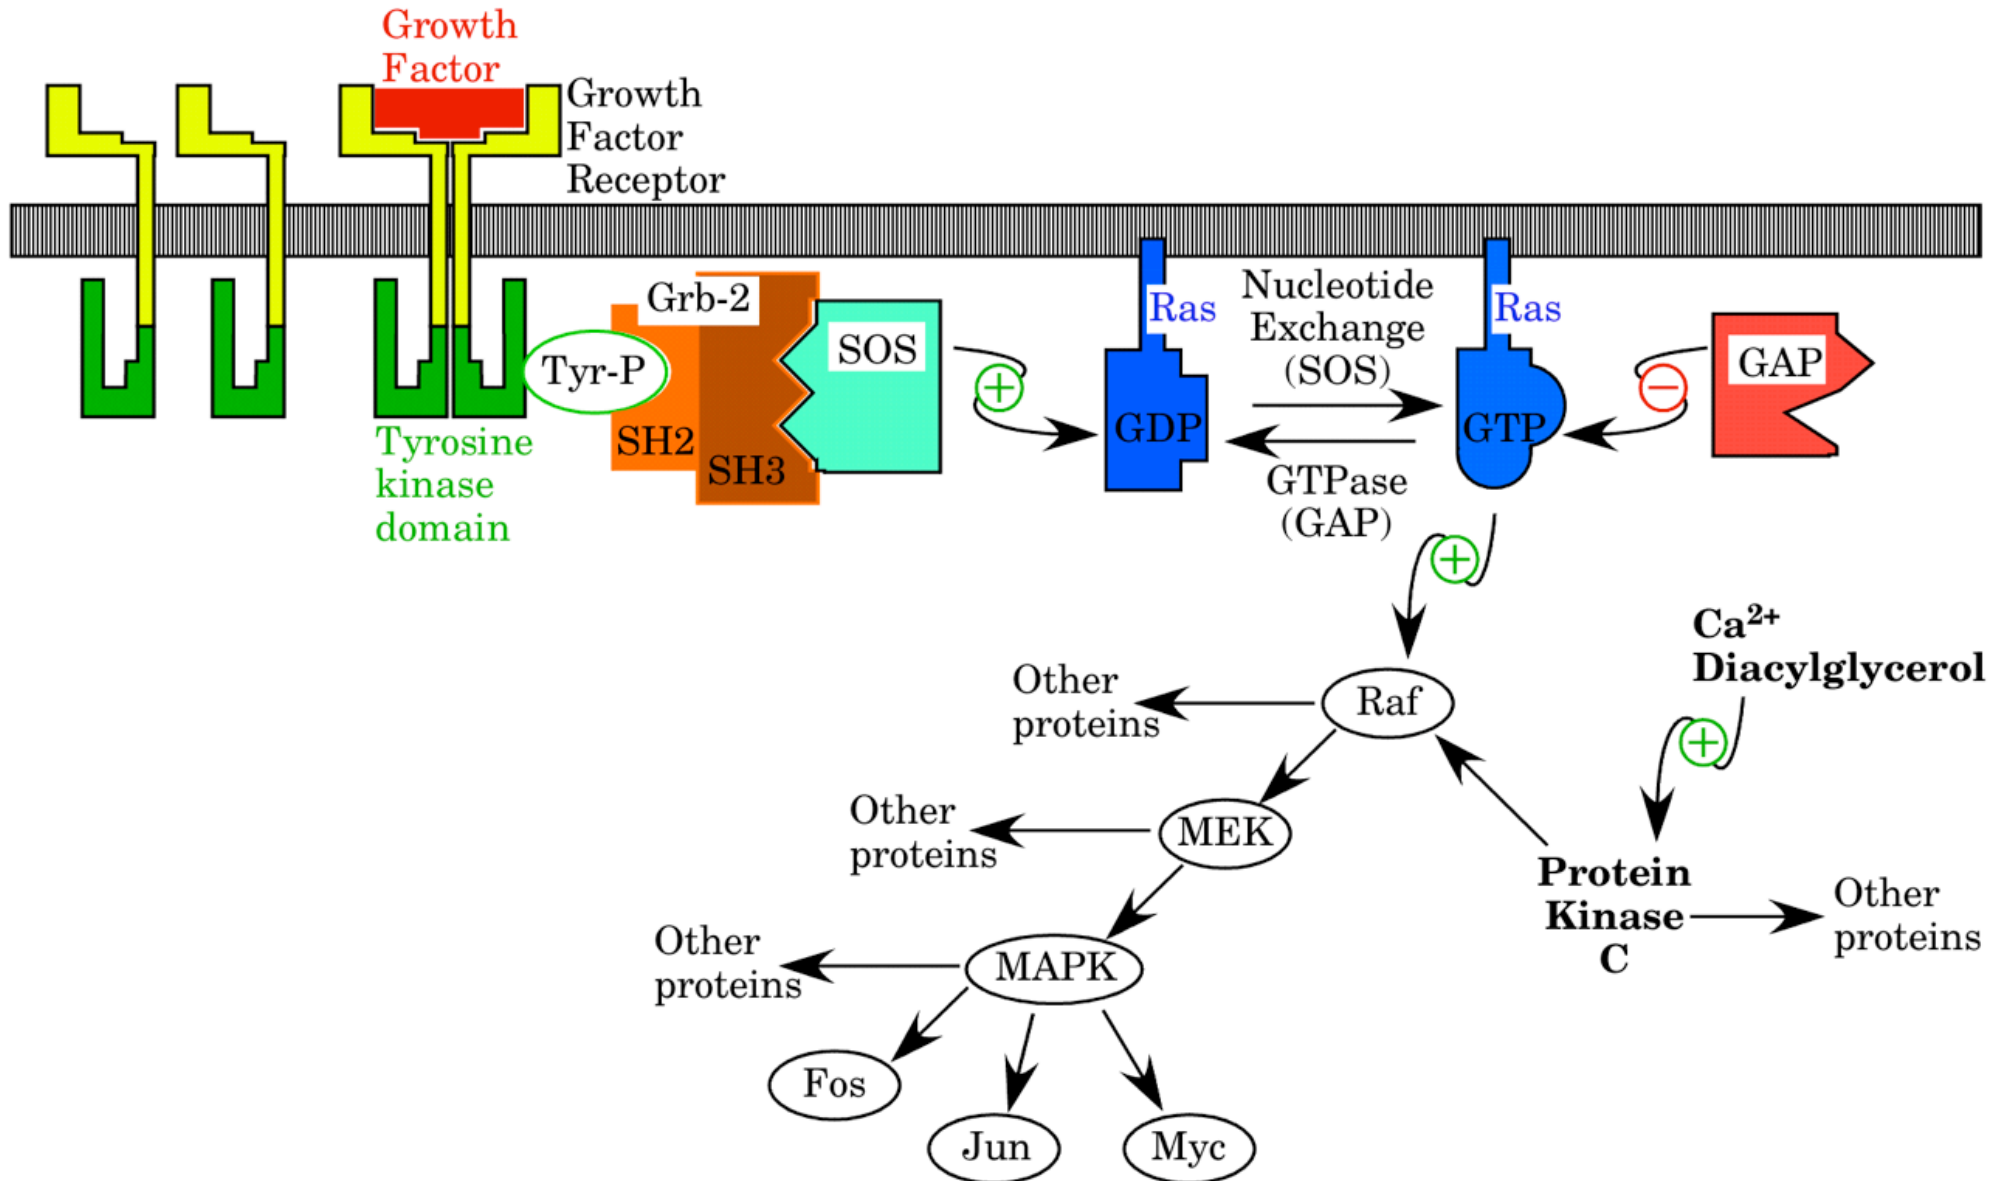 Growth
Factor
Growth
Factor
Receptor
Grb-2
Tyr-P
SH2
SH3
SOS
Tyrosine
kinase
domain
Ras
GDP
Nucleotide
Exchange
(SOS)
GTPase
(GAP)
Ras
GTP
GAP
Ca²⁺
Diacylglycerol
Other
proteins
Raf
Other
proteins
MEK
Protein
Kinase
C
Other
proteins
Other
proteins
MAPK
Fos
Jun
Myc